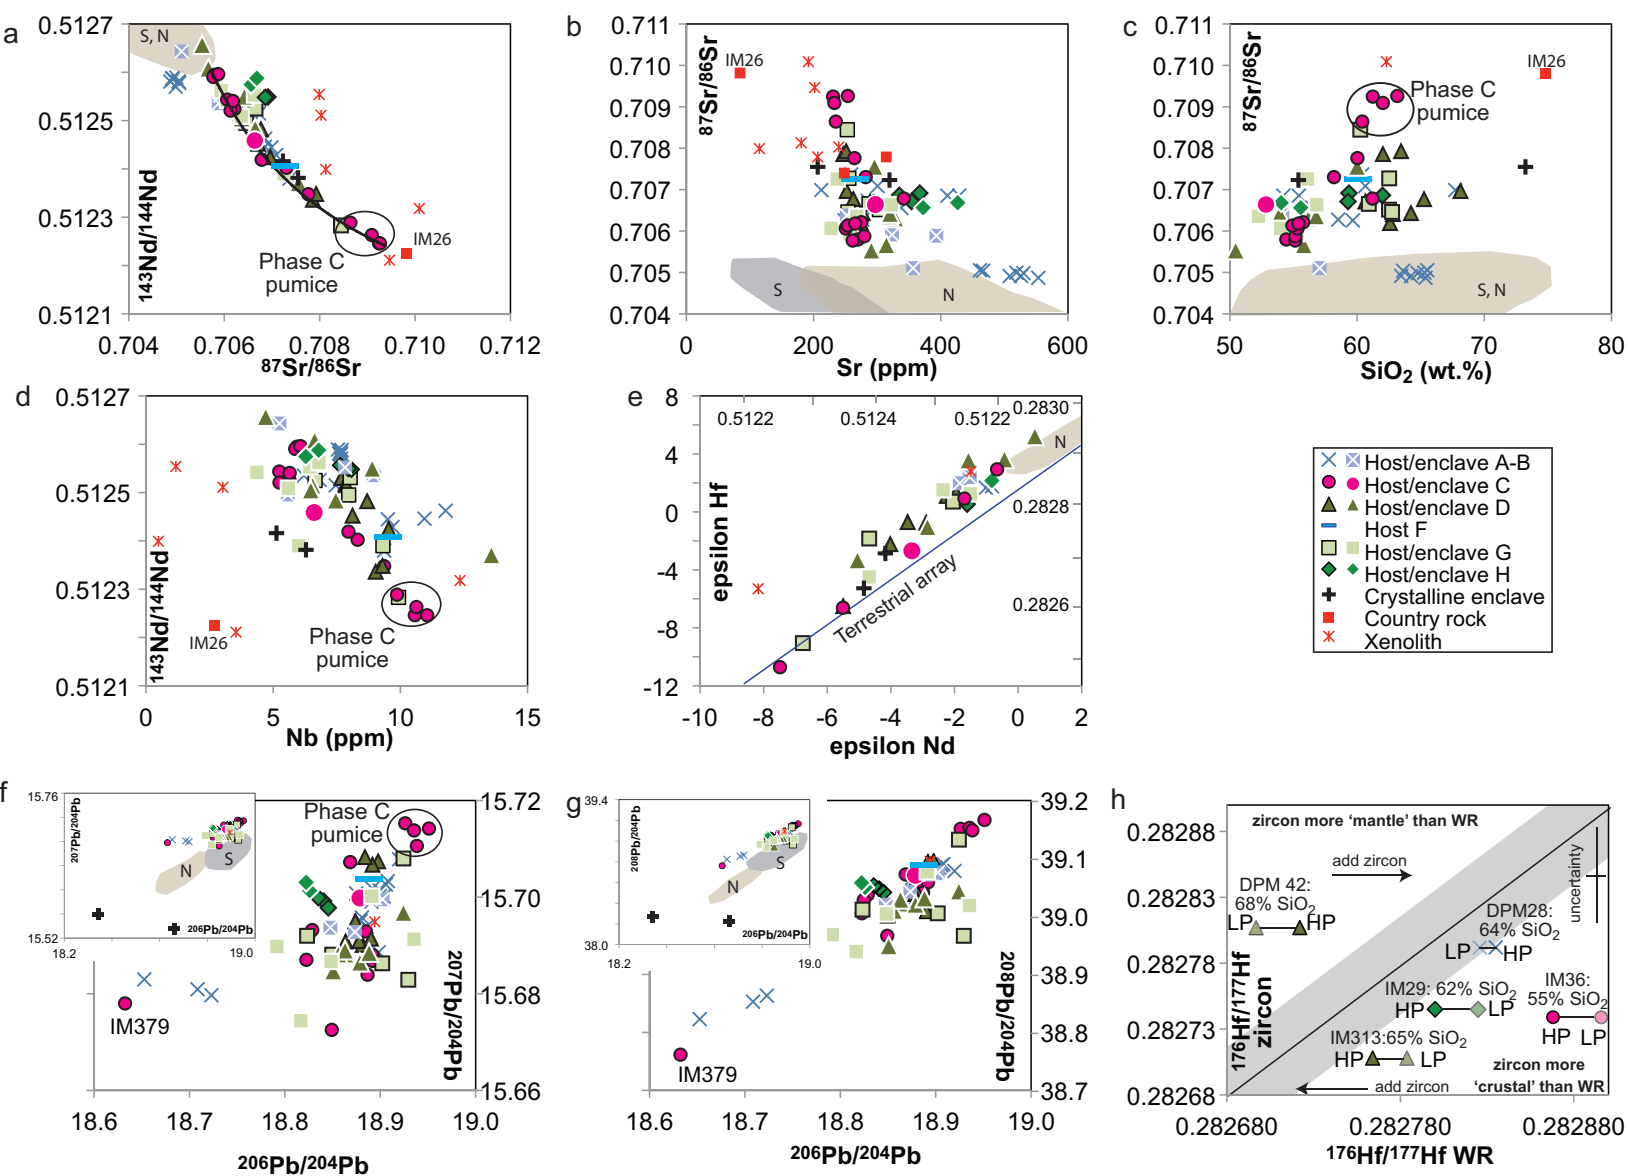 a
0.5127
0.5125
0.5123
0.5121
143Nd/144Nd
S, N
Phase C
pumice
IM26
0.704
0.706
0.708
0.710
0.712
87Sr/86Sr
b
0.711
0.710
0.709
0.708
0.707
0.706
0.705
0.704
87Sr/86Sr
IM26
S
N
0
200
400
600
Sr (ppm)
c
0.711
0.710
0.709
0.708
0.707
0.706
0.705
0.704
87Sr/86Sr
IM26
Phase C
pumice
S, N
50
60
70
80
SiO2 (wt.%)
d
0.5127
0.5125
0.5123
0.5121
143Nd/144Nd
IM26
Phase C
pumice
0
5
10
15
Nb (ppm)
e
8
4
0
-4
-8
-12
epsilon Hf
0.5122
0.5124
0.5122
0.2830
N
0.2828
0.2826
Terrestrial array
-10
-8
-6
-4
-2
0
2
epsilon Nd
Host/enclave A-B
Host/enclave C
Host/enclave D
Host F
Host/enclave G
Host/enclave H
Crystalline enclave
Country rock
Xenolith
f
15.76
207Pb/204Pb
N
S
15.52
206Pb/204Pb
18.2
19.0
Phase C
pumice
15.72
15.70
15.68
15.66
207Pb/204Pb
IM379
18.6
18.7
18.8
18.9
19.0
206Pb/204Pb
g
39.4
208Pb/204Pb
N
S
38.0
206Pb/204Pb
18.2
19.0
39.2
39.1
39.0
38.9
38.8
38.7
208Pb/204Pb
IM379
18.6
18.7
18.8
18.9
19.0
206Pb/204Pb
h
0.28288
0.28283
0.28278
0.28273
0.28268
176Hf/177Hf
zircon
zircon more ‘mantle’ than WR
add zircon
DPM 42:
68% SiO2
LP
HP
uncertainty
DPM28:
64% SiO2
LP
HP
IM29: 62% SiO2
HP
LP
IM36:
55% SiO2
HP
LP
IM313:65% SiO2
HP
LP
zircon more
‘crustal’ than WR
add zircon
0.282680
0.282780
0.282880
176Hf/177Hf WR